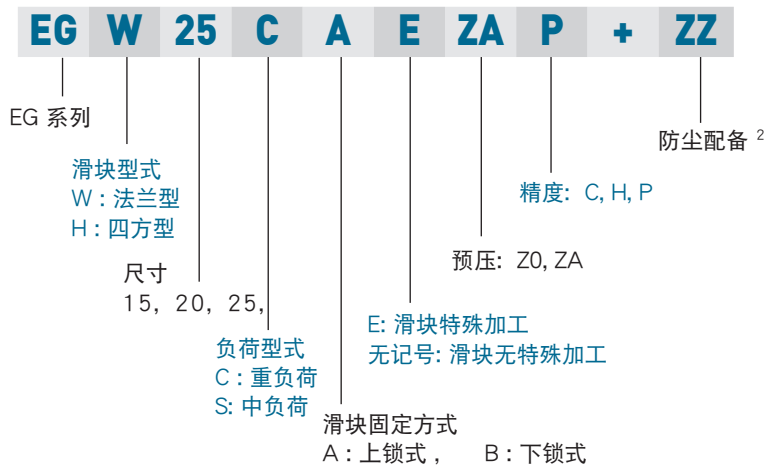 EG W 25 C A E ZA P + ZZ
EG 系列
防尘配备 2
滑块型式
W : 法兰型
H : 四方型
精度: C, H, P
预压: Z0, ZA
尺寸
15, 20, 25,
E: 滑块特殊加工
无记号: 滑块无特殊加工
负荷型式
C : 重负荷
S: 中负荷
滑块固定方式
A : 上锁式 , B : 下锁式